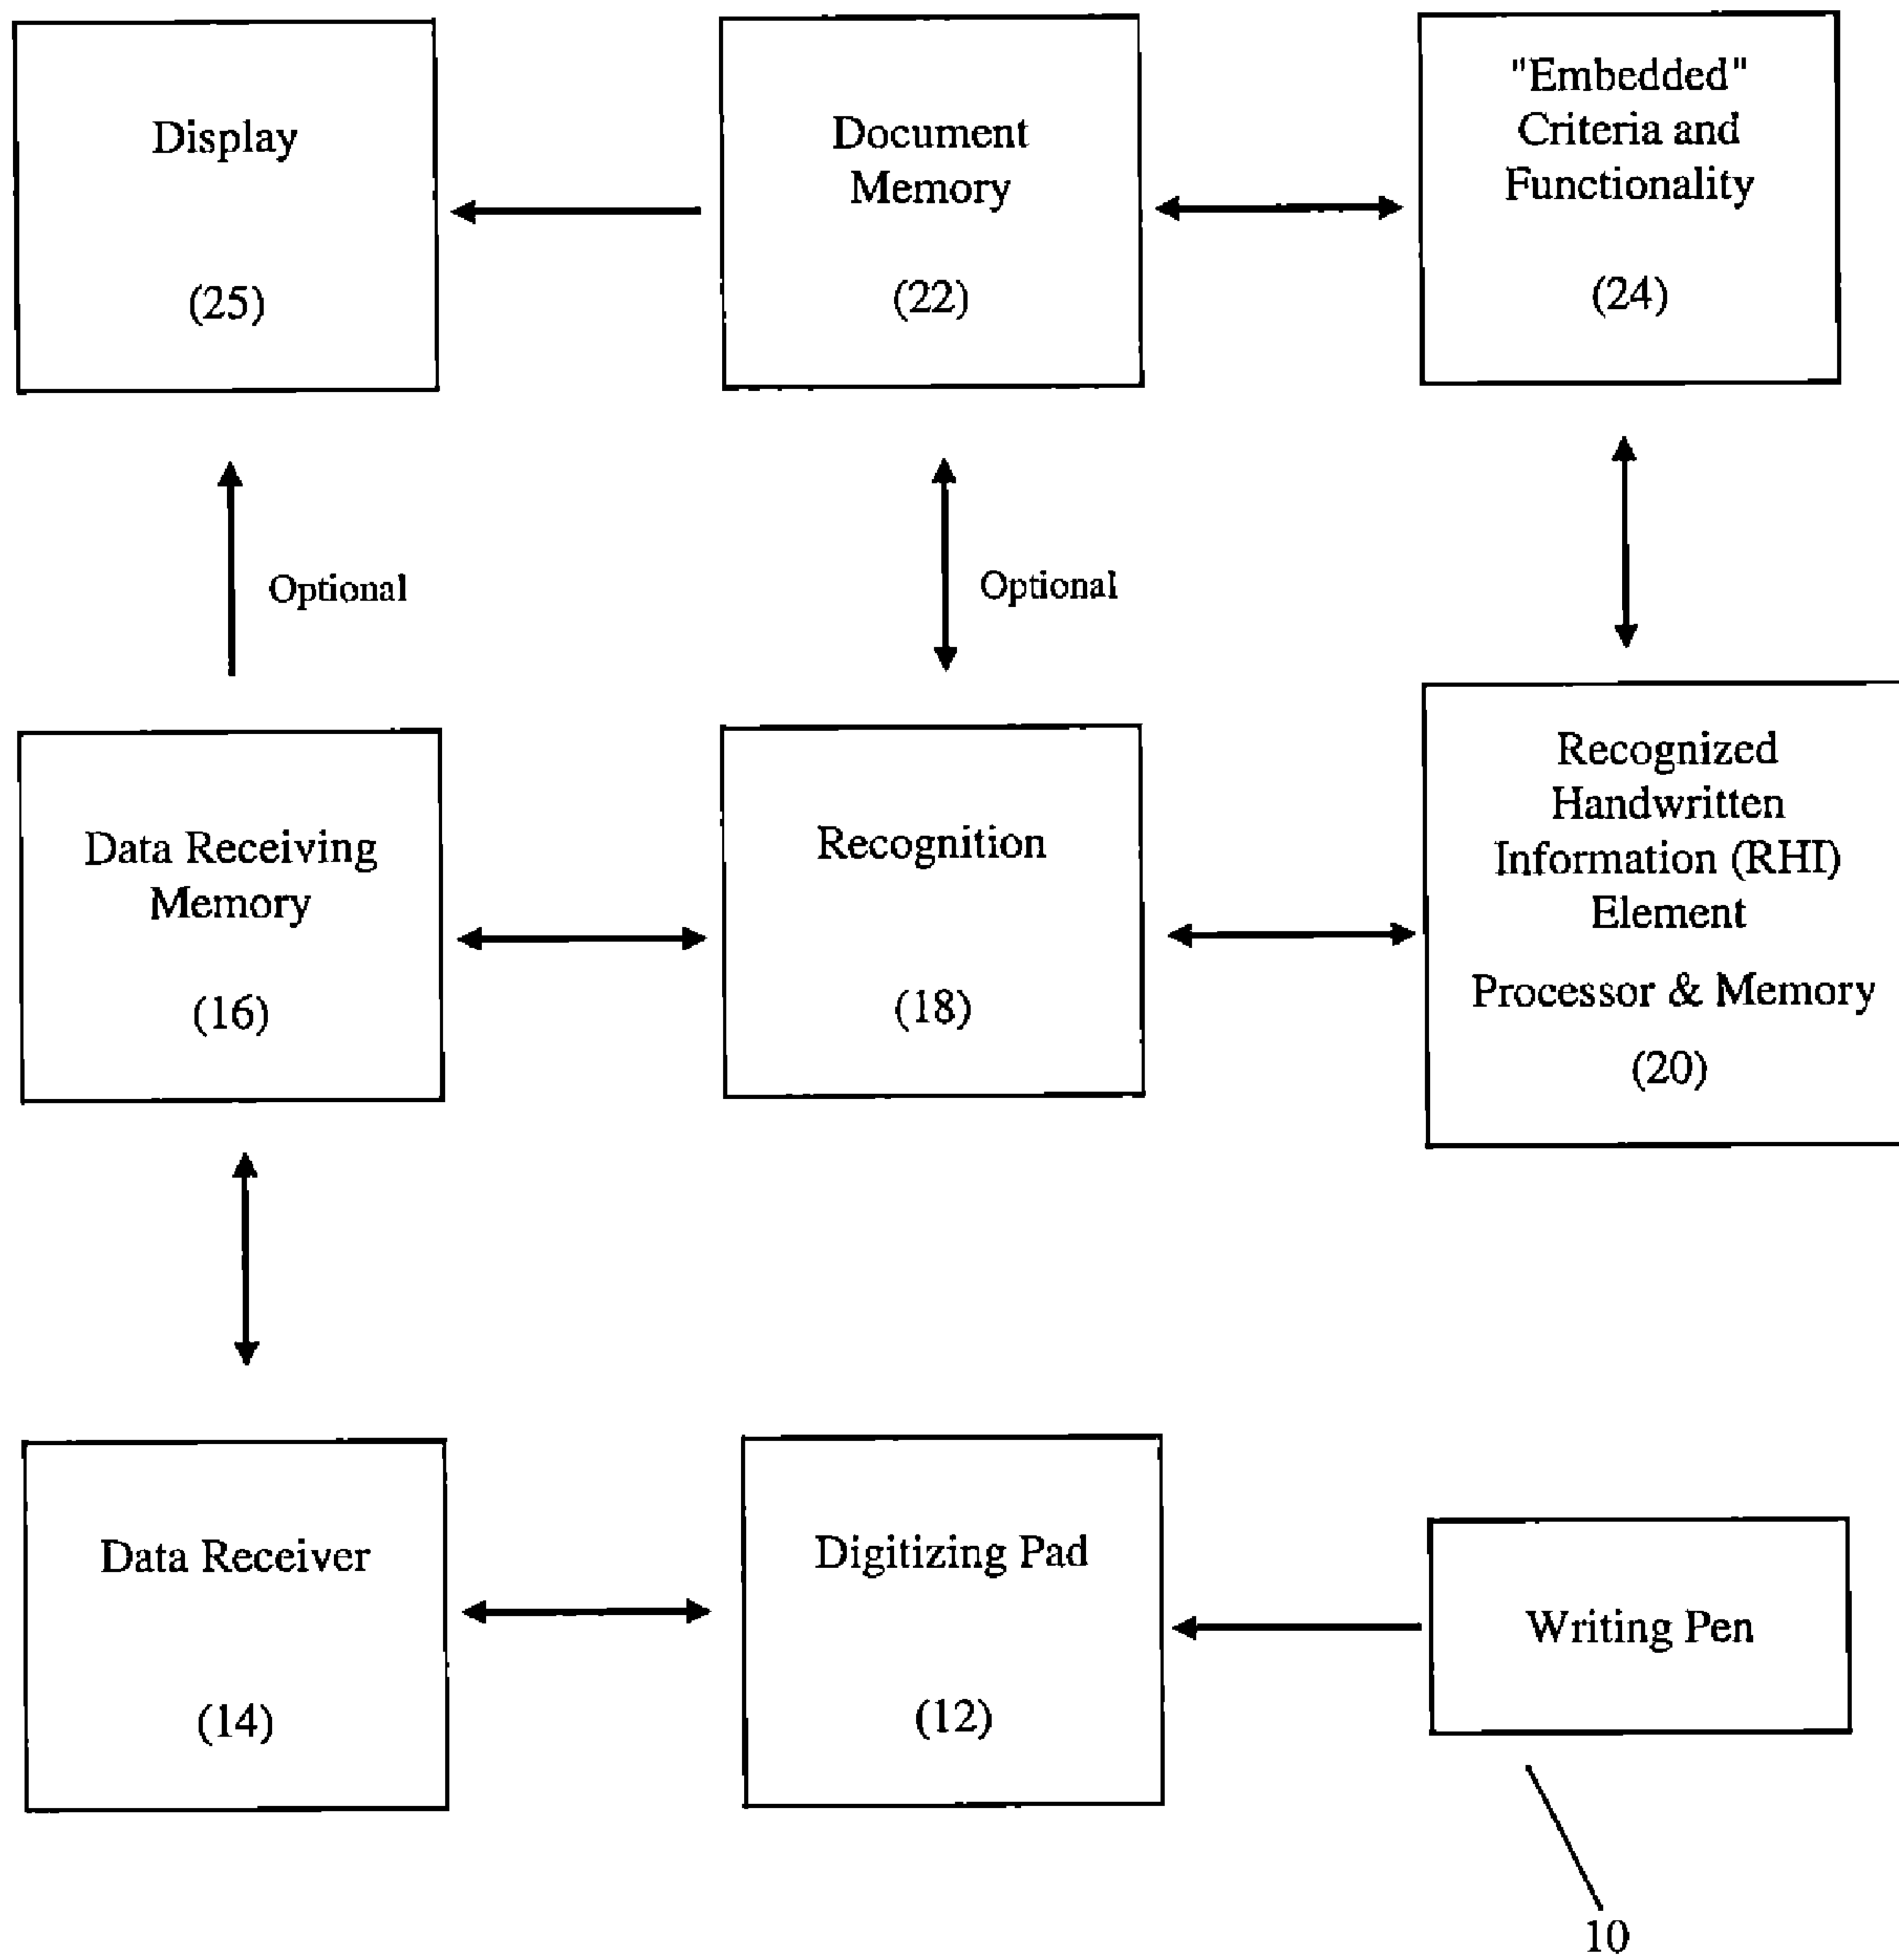 Display
(25)
Document
Memory
(22)
"Embedded"
Criteria and
Functionality
(24)
Optional
Optional
Data Receiving
Memory
(16)
Recognition
(18)
Recognized
Handwritten
Information (RHI)
Element
Processor & Memory
(20)
Data Receiver
(14)
Digitizing Pad
(12)
Writing Pen
10